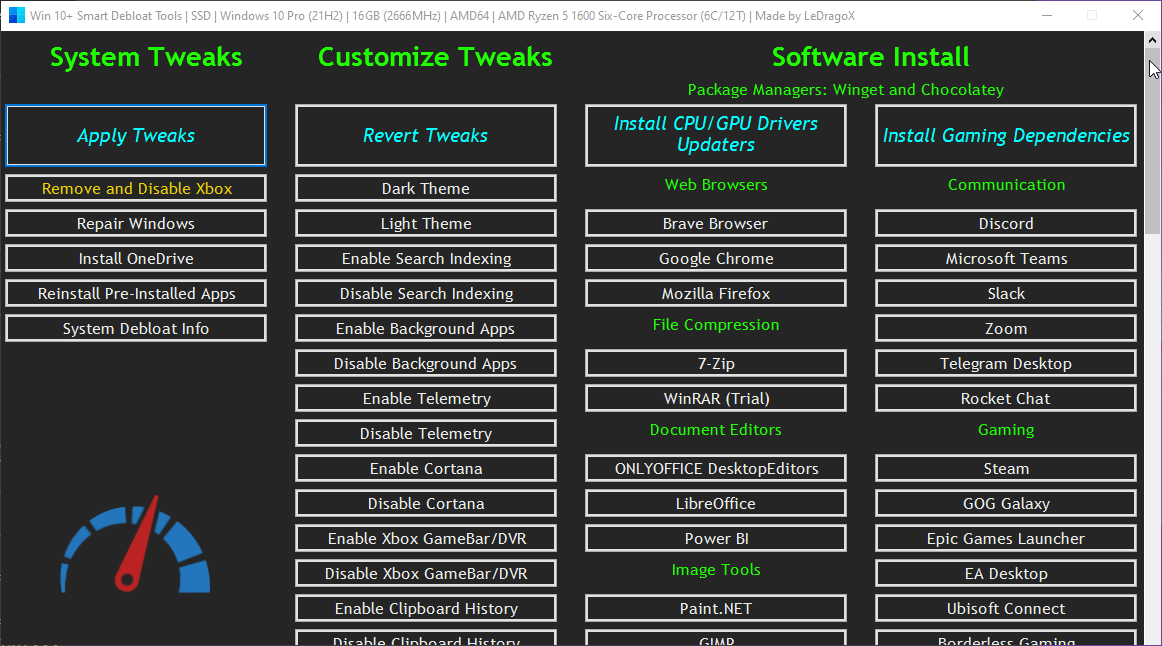 Win 10+ Smart Debloat Tools | SSD | Windows 10 Pro (21H2) | 16GB (2666MHz) | AMD64 | AMD Ryzen 5 1600 Six-Core Processor (6C/12T) | Made by LeDragoX
System Tweaks
Apply Tweaks
Remove and Disable Xbox
Repair Windows
Install OneDrive
Reinstall Pre-Installed Apps
System Debloat Info
Customize Tweaks
Revert Tweaks
Dark Theme
Light Theme
Enable Search Indexing
Disable Search Indexing
Enable Background Apps
Disable Background Apps
Enable Telemetry
Disable Telemetry
Enable Cortana
Disable Cortana
Enable Xbox GameBar/DVR
Disable Xbox GameBar/DVR
Enable Clipboard History
Disable Clipboard History
Software Install
Package Managers: Winget and Chocolatey
Install CPU/GPU Drivers
Updaters
Web Browsers
Brave Browser
Google Chrome
Mozilla Firefox
File Compression
7-Zip
WinRAR (Trial)
Document Editors
ONLYOFFICE DesktopEditors
LibreOffice
Power BI
Image Tools
Paint.NET
GIMP
Install Gaming Dependencies
Communication
Discord
Microsoft Teams
Slack
Zoom
Telegram Desktop
Rocket Chat
Gaming
Steam
GOG Galaxy
Epic Games Launcher
EA Desktop
Ubisoft Connect
Borderless Gaming